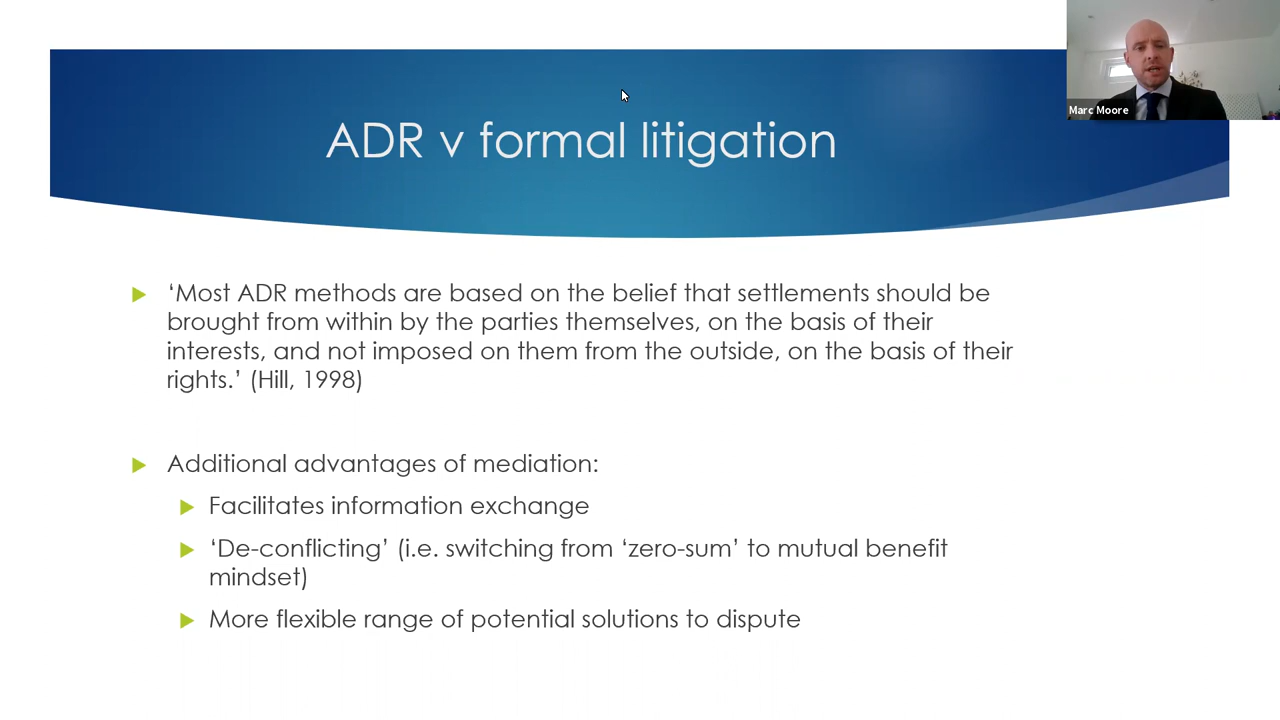 Marc Moore
ADR v formal litigation
‘Most ADR methods are based on the belief that settlements should be
brought from within by the parties themselves, on the basis of their
interests, and not imposed on them from the outside, on the basis of their
rights.’ (Hill, 1998)
Additional advantages of mediation:
Facilitates information exchange
‘De-conflicting’ (i.e. switching from ‘zero-sum’ to mutual benefit
mindset)
More flexible range of potential solutions to dispute